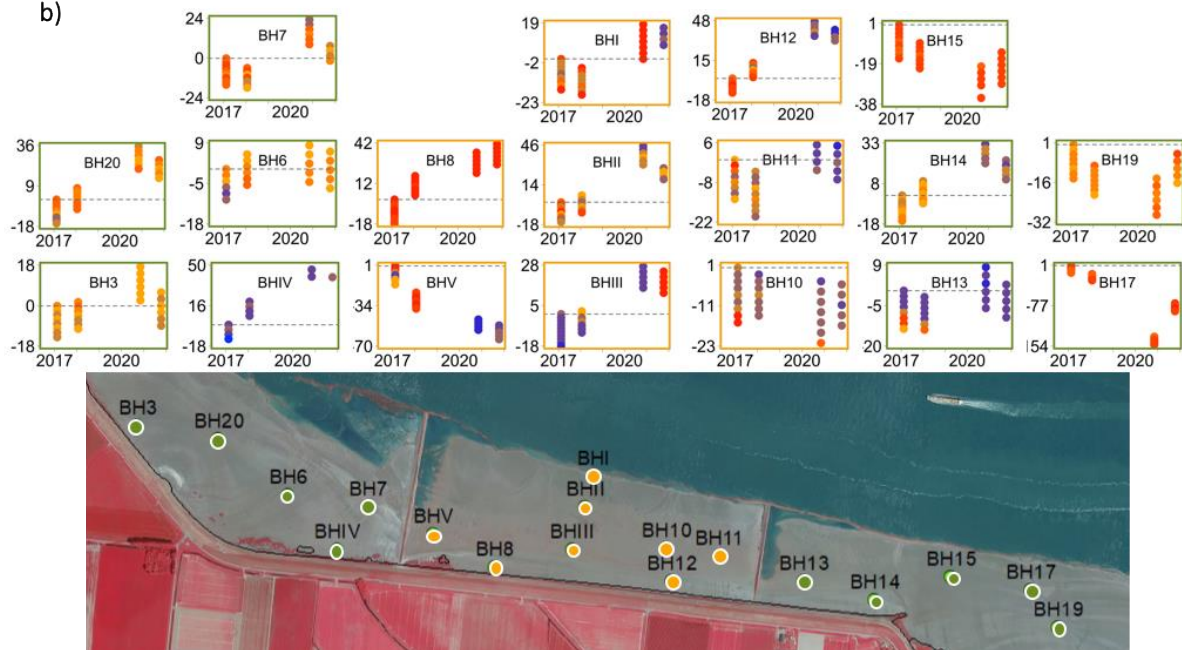 b)
24
0
-24
BH7
2017
2020
19
-2
-23
BHI
2017
2020
48
15
-18
BH12
2017
2020
1
-19
-38
BH15
2017
2020
36
9
-18
BH20
2017
2020
9
-5
-18
BH6
2017
2020
42
12
-18
BH8
2017
2020
46
14
-18
BHII
2017
2020
6
-8
-22
BH11
2017
2020
33
8
-18
BH14
2017
2020
1
-16
-32
BH19
2017
2020
18
0
-18
BH3
2017
2020
50
16
-18
BHIV
2017
2020
1
-34
-70
BHV
2017
2020
28
5
-18
BHIII
2017
2020
1
-11
-23
BH10
2017
2020
9
-5
20
BH13
2017
2020
1
-77
154
BH17
2017
2020
BH3
BH20
BH6
BH7
BHIV
BHV
BH8
BHI
BHII
BHIII
BH10
BH11
BH12
BH13
BH14
BH15
BH17
BH19